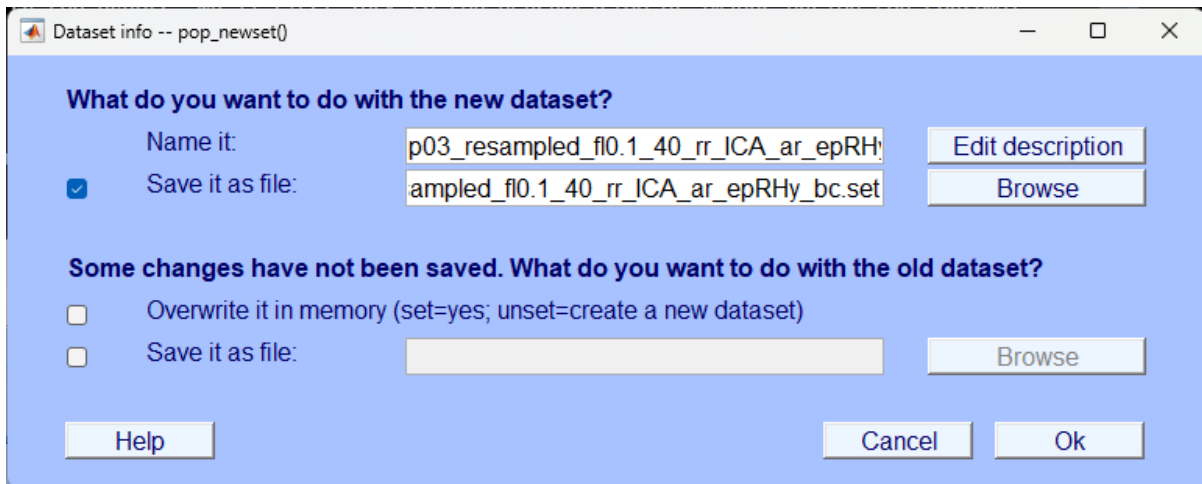 Dataset info -- pop_newset()
What do you want to do with the new dataset?
Name it:
p03_resampled_fl0.1_40_rr_ICA_ar_epRHy
Edit description
Save it as file:
ampled_fl0.1_40_rr_ICA_ar_epRHy_bc.set
Browse
Some changes have not been saved. What do you want to do with the old dataset?
Overwrite it in memory (set=yes; unset=create a new dataset)
Save it as file:
Browse
Help
Cancel
Ok